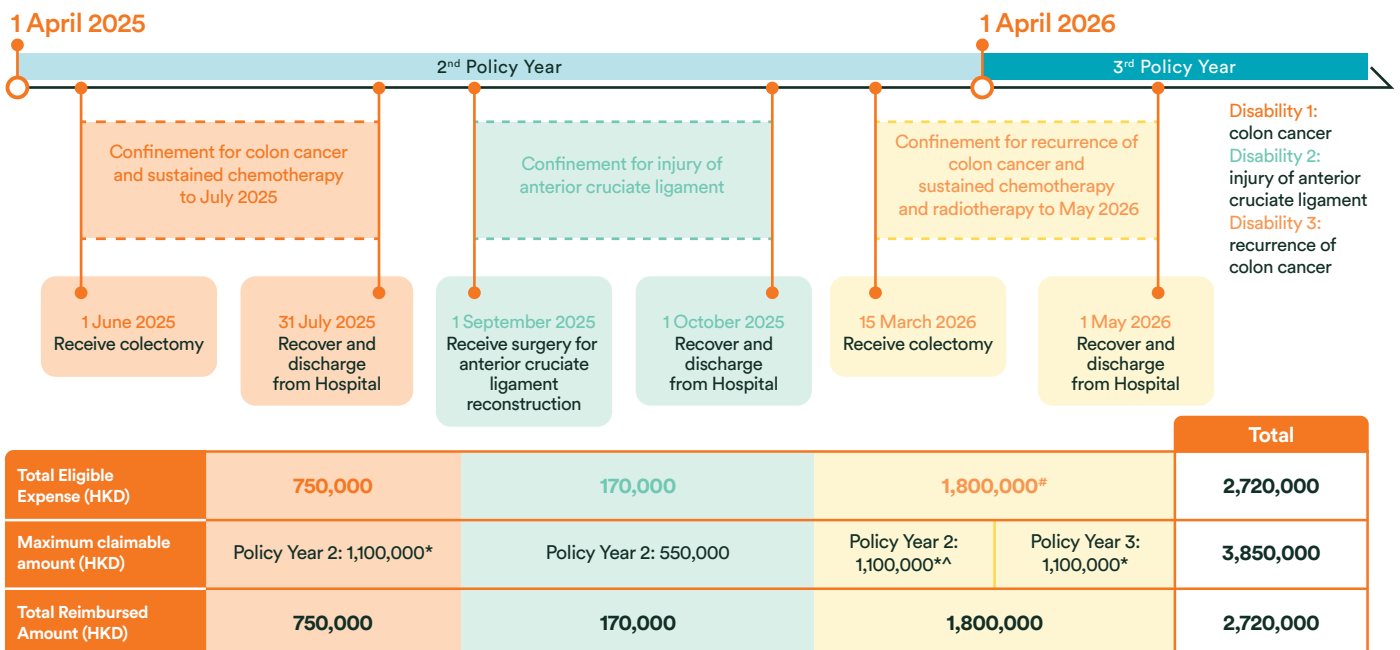 1 April 2025
1 April 2026
2nd Policy Year
3rd Policy Year
Confinement for colon cancer
and sustained chemotherapy
to July 2025
Confinement for injury of
anterior cruciate ligament
Confinement for recurrence of
colon cancer and
sustained chemotherapy
and radiotherapy to May 2026
Disability 1:
colon cancer
Disability 2:
injury of anterior
cruciate ligament
Disability 3:
recurrence of
colon cancer
1 June 2025
Receive colectomy
31 July 2025
Recover and
discharge
from Hospital
1 September 2025
Receive surgery for
anterior cruciate
ligament
reconstruction
1 October 2025
Recover and
discharge
from Hospital
15 March 2026
Receive colectomy
1 May 2026
Recover and
discharge
from Hospital
Total
Total Eligible
Expense (HKD)
750,000
170,000
1,800,000#
2,720,000
Maximum claimable
amount (HKD)
Policy Year 2: 1,100,000*
Policy Year 2: 550,000
Policy Year 2:
1,100,000*^
Policy Year 3:
1,100,000*
3,850,000
Total Reimbursed
Amount (HKD)
750,000
170,000
1,800,000
2,720,000